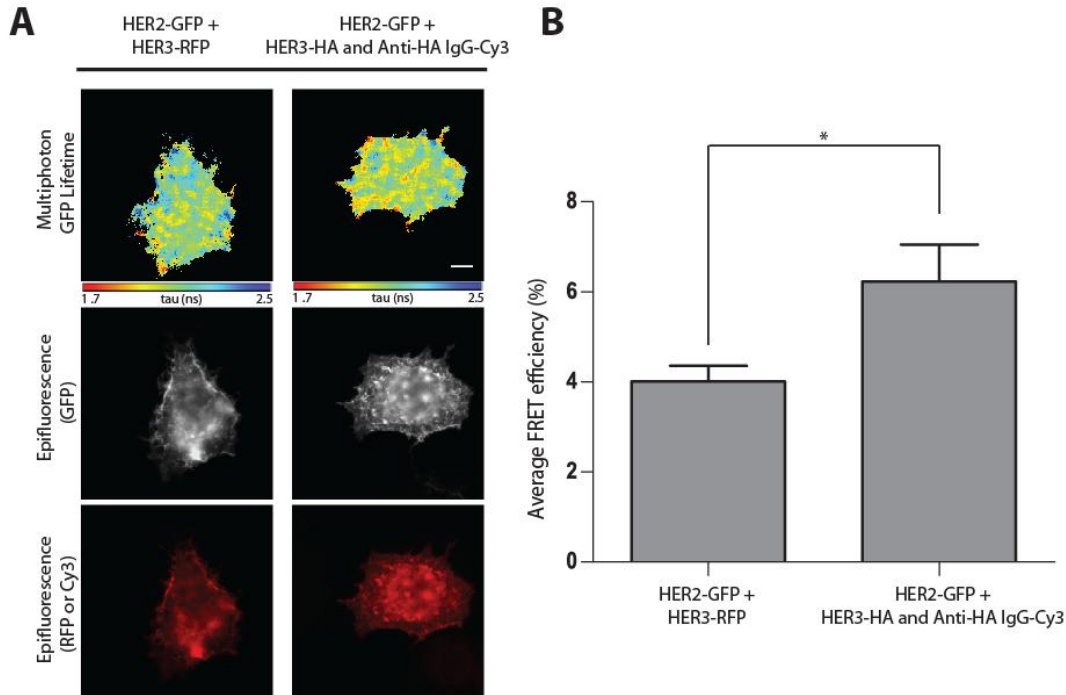 A
HER2-GFP +
HER3-RFP
HER2-GFP +
HER3-HA and Anti-HA IgG-Cy3
Multiphoton
GFP Lifetime
1.7 tau (ns) 2.5
1.7 tau (ns) 2.5
Epifluorescence
(GFP)
Epifluorescence
(RFP or Cy3)
B
*
Average FRET efficiency (%)
8
6
4
2
0
HER2-GFP +
HER3-RFP
HER2-GFP +
HER3-HA and Anti-HA IgG-Cy3